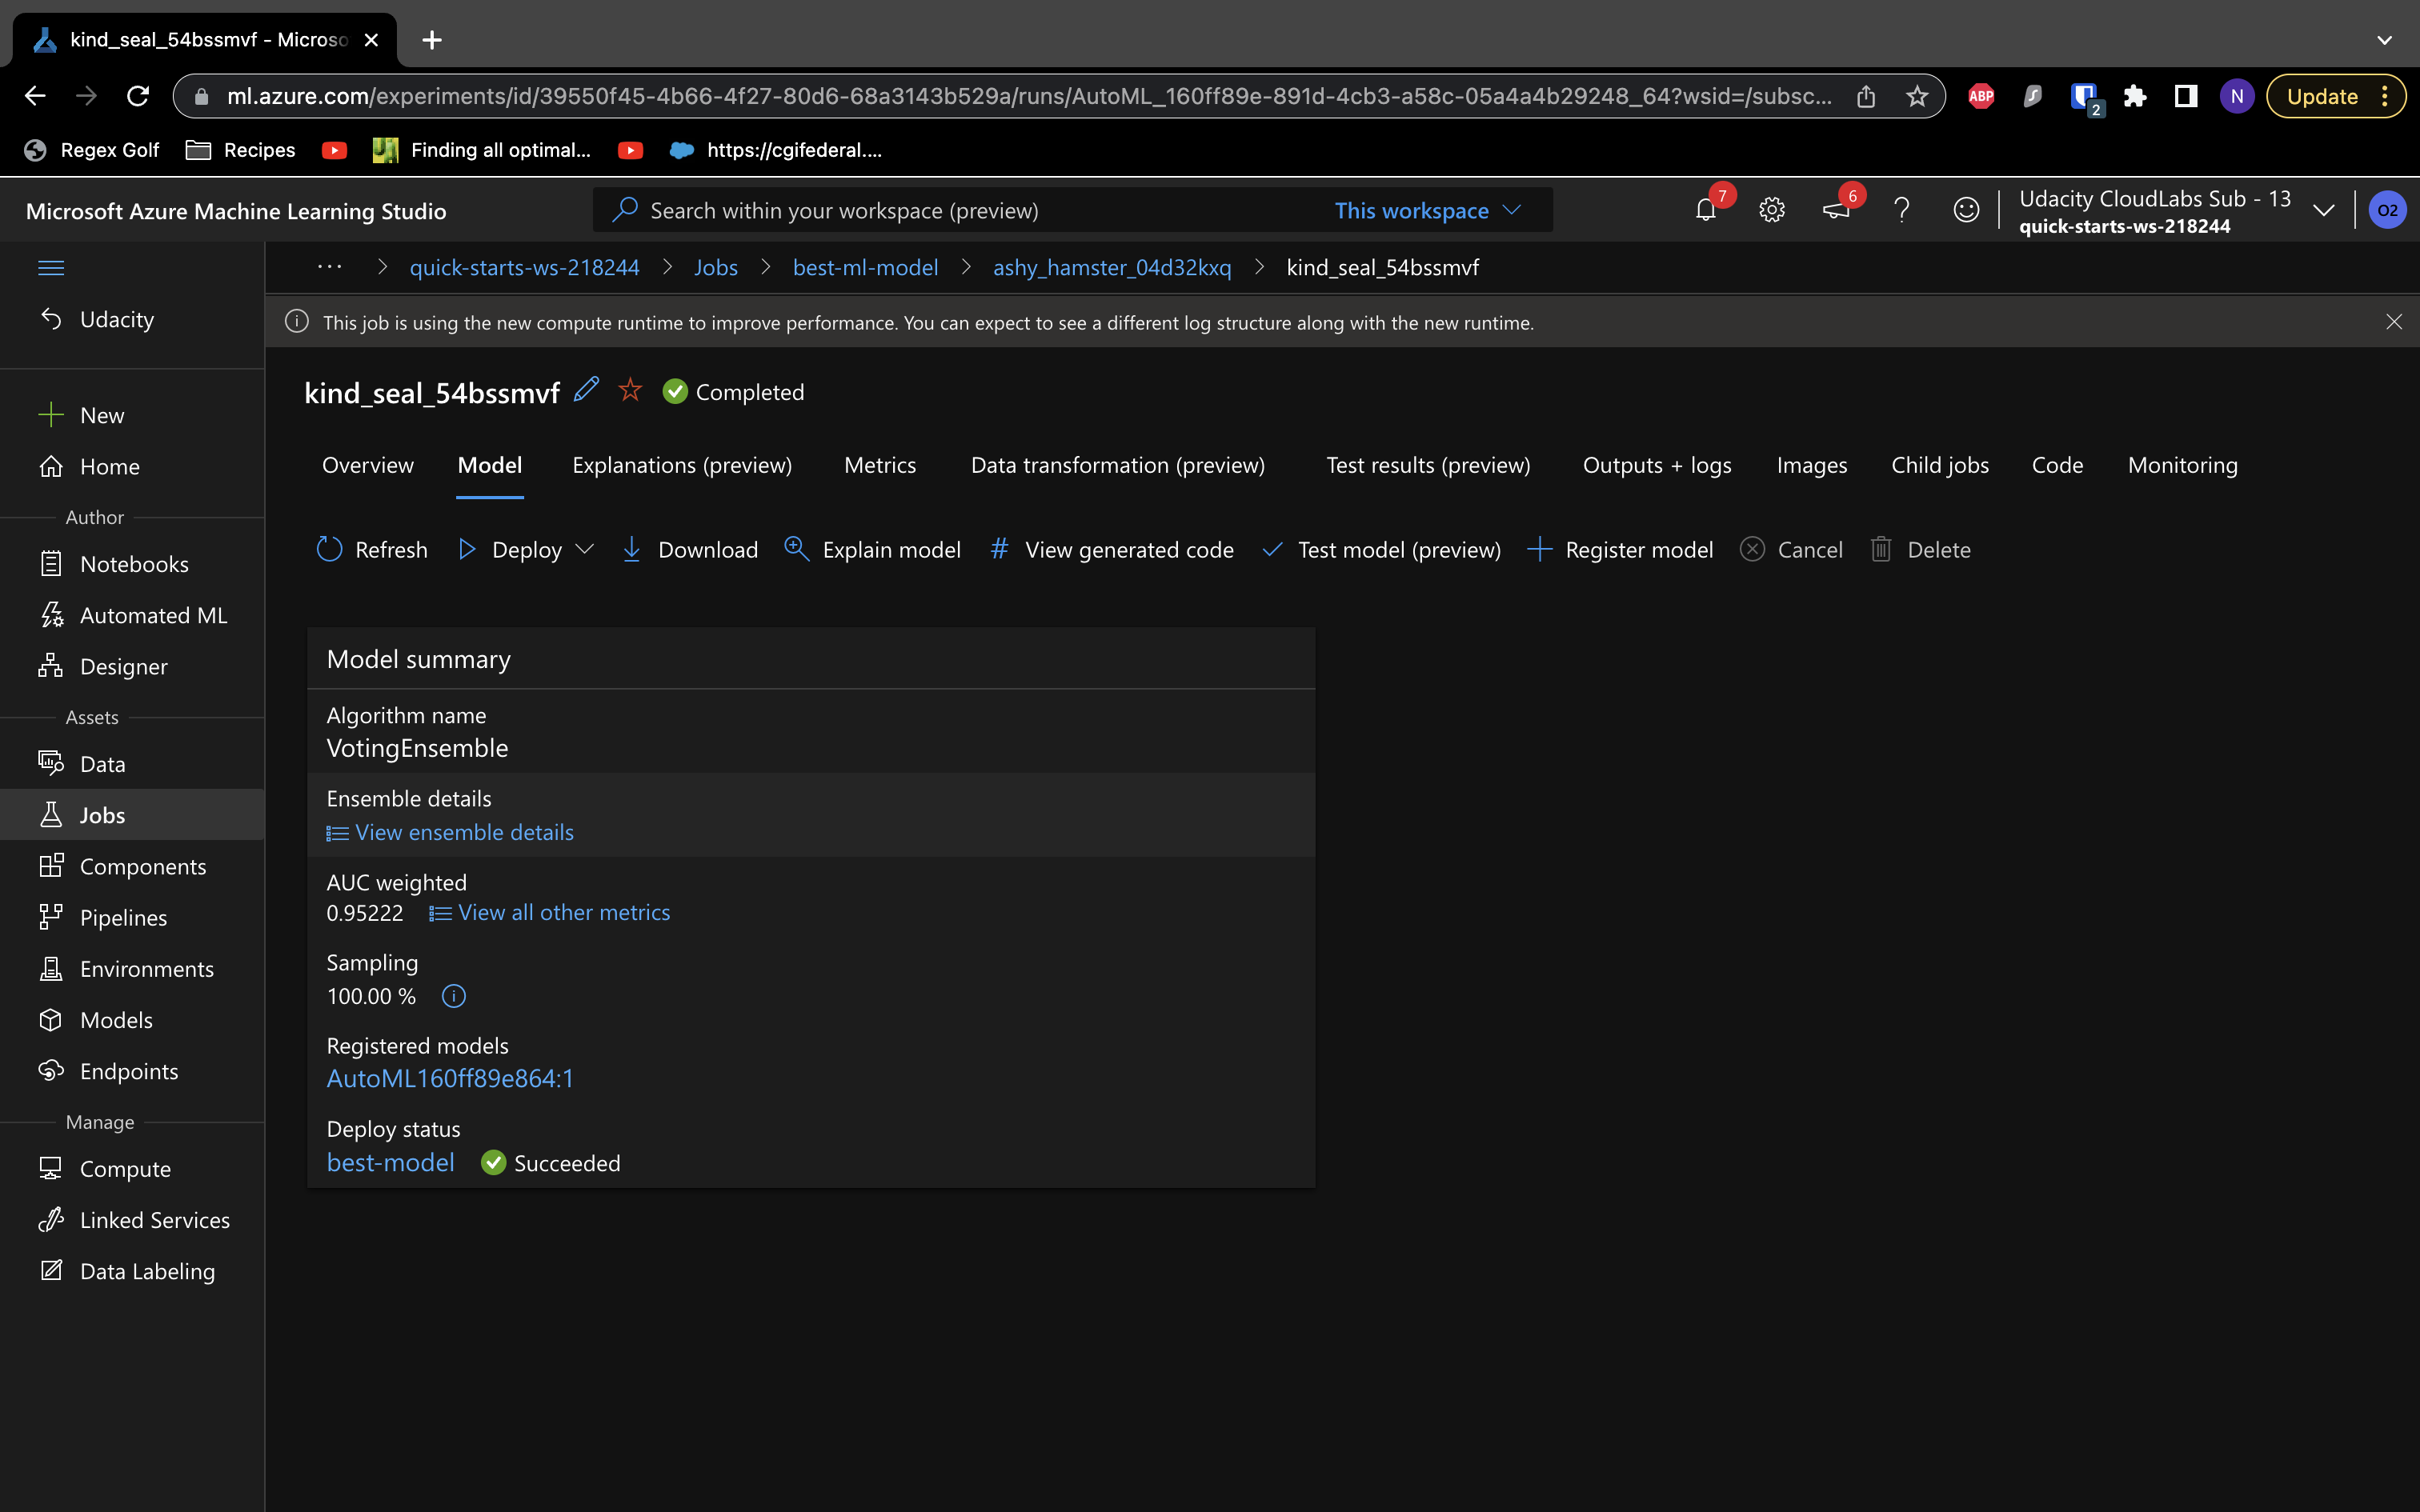 kind_seal_54bssmvf - Microso
ml.azure.com/experiments/id/39550f45-4b66-4f27-80d6-68a3143b529a/runs/AutoML_160ff89e-891d-4cb3-a58c-05a4a4b29248_64?wsid=/subsc...
ABP
2
N
Update
Regex Golf
Recipes
Finding all optimal...
https://cgifederal....
Microsoft Azure Machine Learning Studio
Search within your workspace (preview)
This workspace
7
6
Udacity CloudLabs Sub - 13
quick-starts-ws-218244
O2
... > quick-starts-ws-218244 > Jobs > best-ml-model > ashy_hamster_04d32kxq > kind_seal_54bssmvf
This job is using the new compute runtime to improve performance. You can expect to see a different log structure along with the new runtime.
Udacity
New
Home
Author
Notebooks
Automated ML
Designer
Assets
Data
Jobs
Components
Pipelines
Environments
Models
Endpoints
Manage
Compute
Linked Services
Data Labeling
kind_seal_54bssmvf
Completed
Overview Model Explanations (preview) Metrics Data transformation (preview) Test results (preview) Outputs + logs Images Child jobs Code Monitoring
Refresh Deploy Download Explain model View generated code Test model (preview) Register model Cancel Delete
Model summary
Algorithm name
VotingEnsemble
Ensemble details
View ensemble details
AUC weighted
0.95222 View all other metrics
Sampling
100.00 %
Registered models
AutoML160ff89e864:1
Deploy status
best-model Succeeded